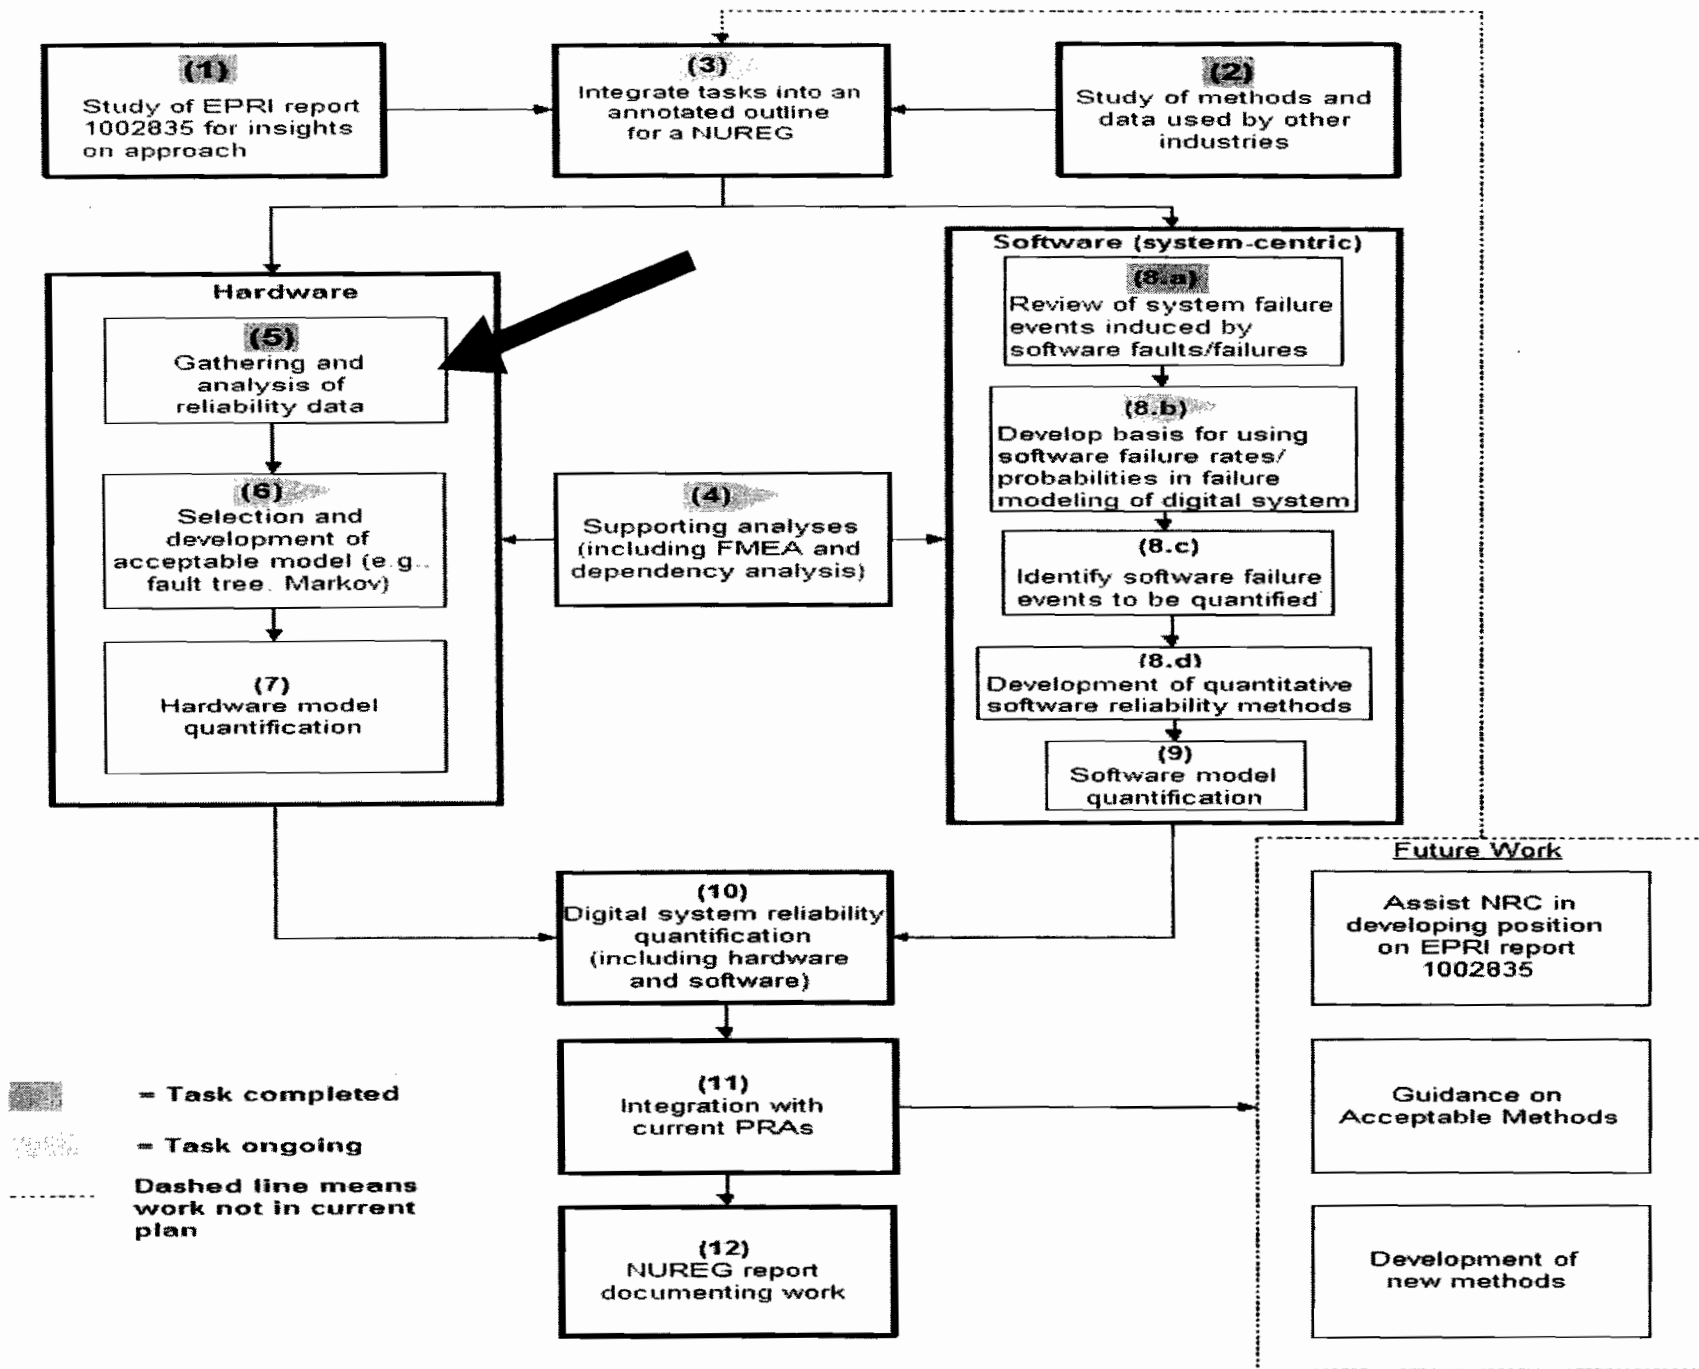 (1)
Study of EPRI report
1002835 for insights
on approach
(3)
Integrate tasks into an
annotated outline
for a NUREG
(2)
Study of methods and
data used by other
industries
Hardware
(5)
Gathering and
analysis of
reliability data
(6)
Selection and
development of
acceptable model (e.g.,
fault tree, Markov)
(7)
Hardware model
quantification
(4)
Supporting analyses
(including FMEA and
dependency analysis)
Software (system-centric)
(8.a)
Review of system failure
events induced by
software faults/failures
(8.b)
Develop basis for using
software failure rates/
probabilities in failure
modeling of digital system
(8.c)
Identify software failure
events to be quantified
(8.d)
Development of quantitative
software reliability methods
(9)
Software model
quantification
(10)
Digital system reliability
quantification
(including hardware
and software)
(11)
Integration with
current PRAs
(12)
NUREG report
documenting work
Future Work
Assist NRC in
developing position
on EPRI report
1002835
Guidance on
Acceptable Methods
Development of
new methods
= Task completed
= Task ongoing
Dashed line means
work not in current
plan